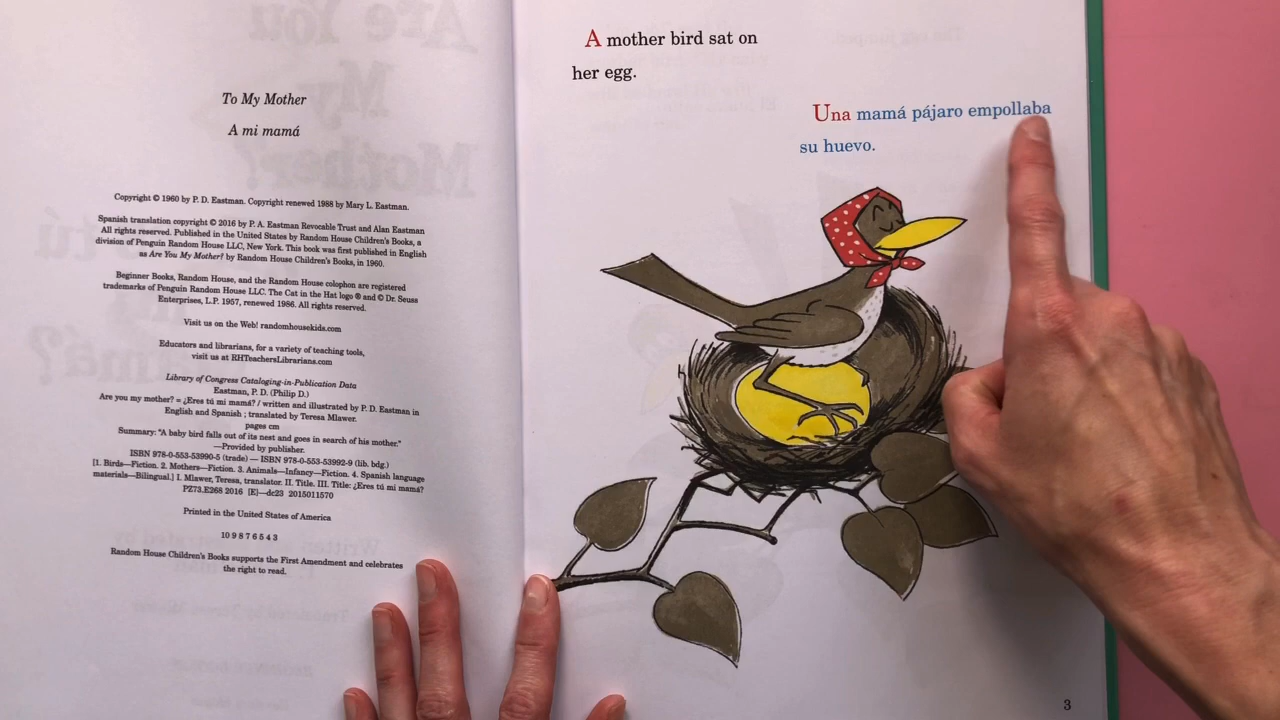 To My Mother
A mi mamá
Copyright © 1960 by P. D. Eastman. Copyright renewed 1988 by Mary L. Eastman.
Spanish translation copyright © 2016 by P. A. Eastman Revocable Trust and Alan Eastman
All rights reserved. Published in the United States by Random House Children's Books, a
division of Penguin Random House LLC, New York. This book was first published in English
as Are You My Mother? by Random House Children's Books, in 1960.
Beginner Books, Random House, and the Random House colophon are registered
trademarks of Penguin Random House LLC. The Cat in the Hat logo ® and © Dr. Seuss
Enterprises, L.P. 1957, renewed 1986. All rights reserved.
Visit us on the Web! randomhousekids.com
Educators and librarians, for a variety of teaching tools,
visit us at RHTeachersLibrarians.com
Library of Congress Cataloging-in-Publication Data
Eastman, P. D. (Philip D.)
Are you my mother? = ¿Eres tú mi mamá? / written and illustrated by P. D. Eastman in
English and Spanish ; translated by Teresa Mlawer.
pages cm
Summary: "A baby bird falls out of its nest and goes in search of his mother."
—Provided by publisher.
ISBN 978-0-553-53990-5 (trade) — ISBN 978-0-553-53992-9 (lib. bdg.)
[1. Birds—Fiction. 2. Mothers—Fiction. 3. Animals—Infancy—Fiction. 4. Spanish language
materials—Bilingual.] I. Mlawer, Teresa, translator. II. Title. III. Title: ¿Eres tú mi mamá?
PZ73.E268 2016 [E]—dc23 2015011570
Printed in the United States of America
10 9 8 7 6 5 4 3
Random House Children's Books supports the First Amendment and celebrates
the right to read.
A mother bird sat on
her egg.
Una mamá pájaro empollaba
su huevo.
3